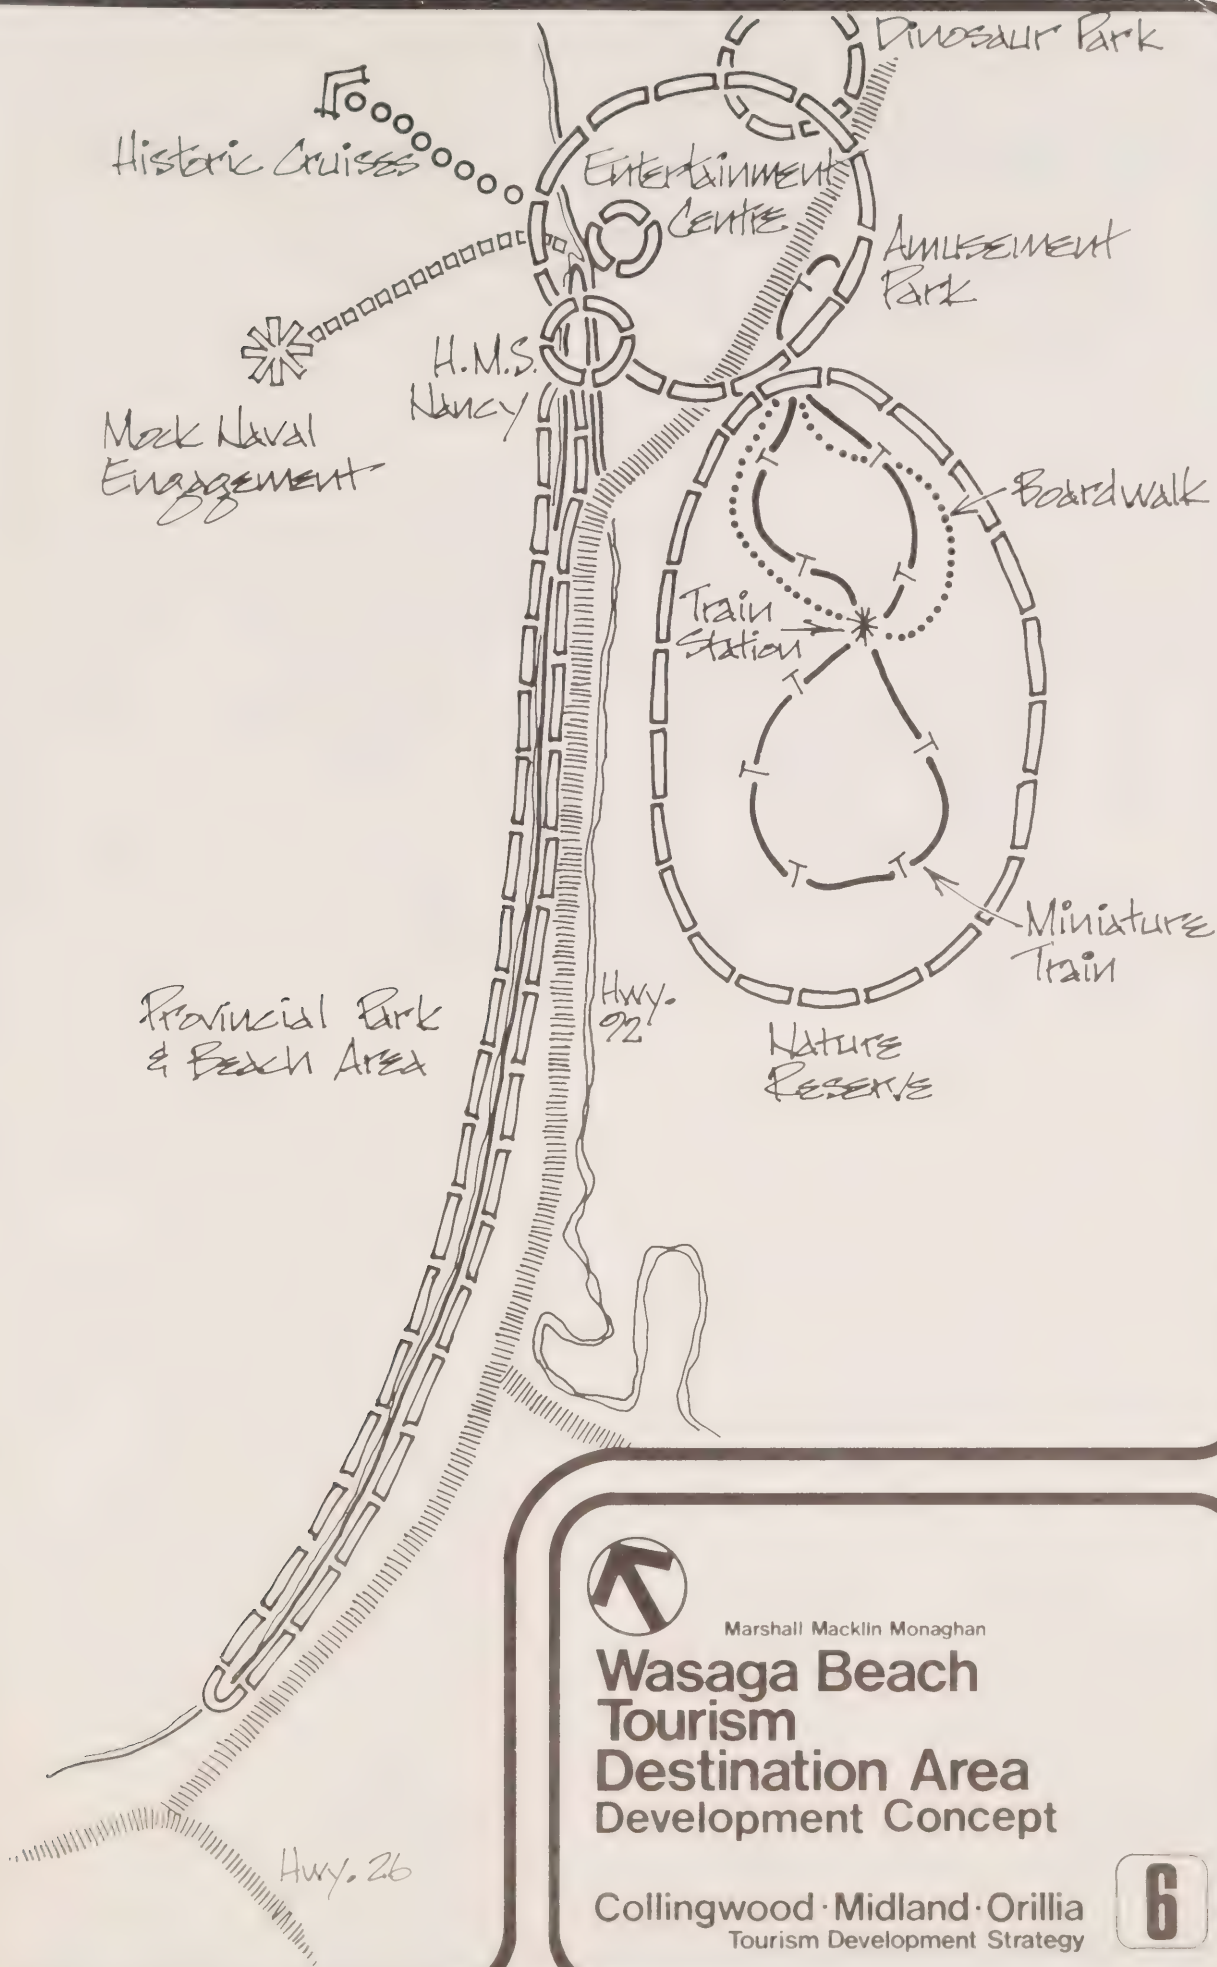 Dinosaur Park
Historic Cruises
Entertainment
Centre
Amusement
Park
H.M.S.
Nancy
Mock Naval
Engagement
Boardwalk
Train
Station
Miniature
Train
Provincial Park
& Beach Area
Hwy.
92
Nature
Reserve
T
T
T
T
T
T
T
T
T
Hwy. 26
Marshall Macklin Monaghan
Wasaga Beach
Tourism
Destination Area
Development Concept
Collingwood · Midland · Orillia
Tourism Development Strategy
6